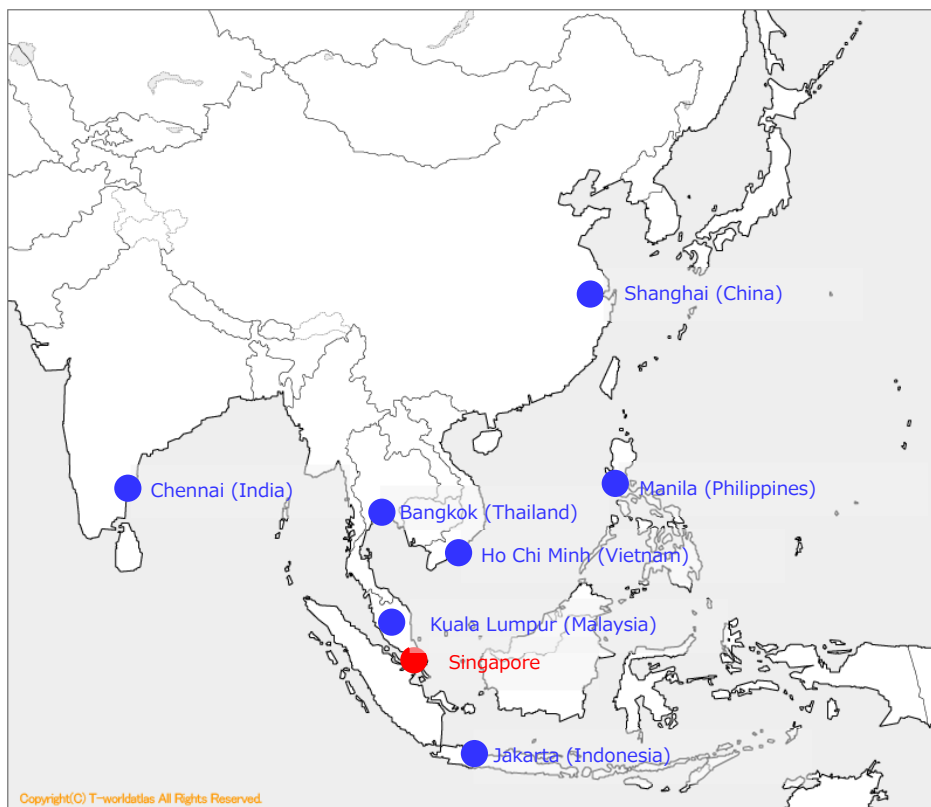 Shanghai (China)
Chennai (India)
Manila (Philippines)
Bangkok (Thailand)
Ho Chi Minh (Vietnam)
Kuala Lumpur (Malaysia)
Singapore
Jakarta (Indonesia)
Copyright(C) T-worldatlas All Rights Reserved.